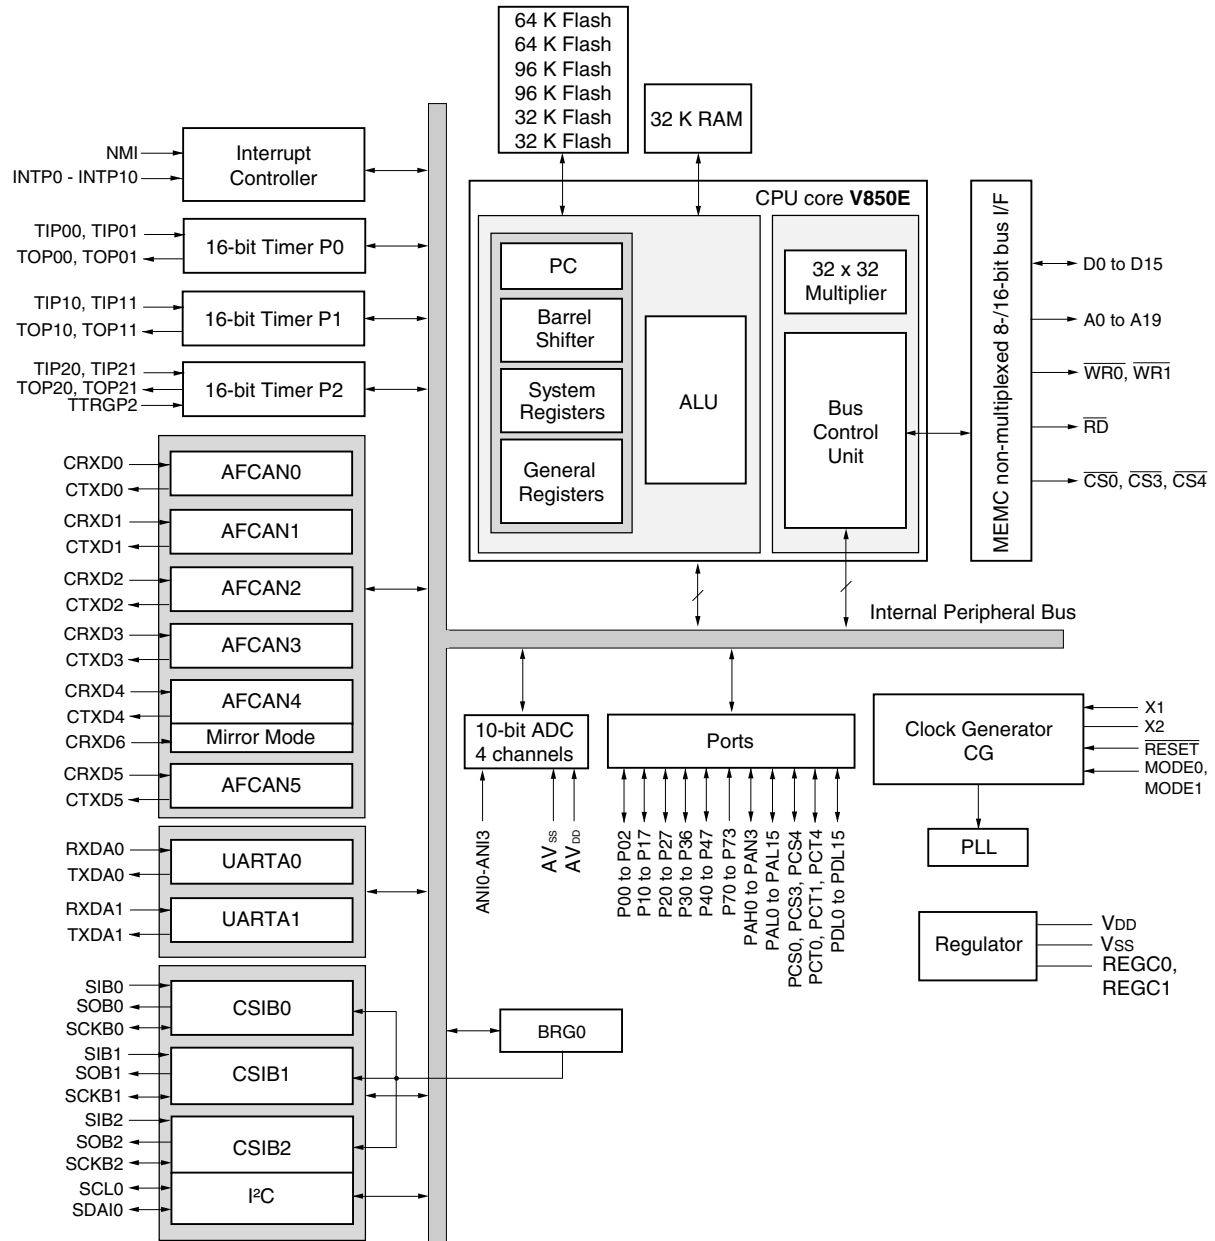 64 K Flash
64 K Flash
96 K Flash
96 K Flash
32 K Flash
32 K Flash
32 K RAM
NMI
INTP0 - INTP10
Interrupt
Controller
TIP00, TIP01
TOP00, TOP01
16-bit Timer P0
TIP10, TIP11
TOP10, TOP11
16-bit Timer P1
TIP20, TIP21
TOP20, TOP21
TTRGP2
16-bit Timer P2
CPU core V850E
PC
Barrel
Shifter
System
Registers
General
Registers
ALU
32 x 32
Multiplier
Bus
Control
Unit
MEMC non-multiplexed 8-/16-bit bus I/F
D0 to D15
A0 to A19
WR0, WR1
RD
CS0, CS3, CS4
CRXD0
CTXD0
AFCAN0
CRXD1
CTXD1
AFCAN1
CRXD2
CTXD2
AFCAN2
CRXD3
CTXD3
AFCAN3
CRXD4
CTXD4
AFCAN4
CRXD6
Mirror Mode
CRXD5
CTXD5
AFCAN5
Internal Peripheral Bus
10-bit ADC
4 channels
ANI0-ANI3
AVSS
AVDD
Ports
P00 to P02
P10 to P17
P20 to P27
P30 to P36
P40 to P47
P70 to P73
PAH0 to PAN3
PAL0 to PAL15
PCS0, PCS3, PCS4
PCT0, PCT1, PCT4
PDL0 to PDL15
Clock Generator
CG
X1
X2
RESET
MODE0,
MODE1
PLL
Regulator
VDD
VSS
REGC0,
REGC1
RXDA0
TXDA0
UARTA0
RXDA1
TXDA1
UARTA1
SIB0
SOB0
SCKB0
CSIB0
SIB1
SOB1
SCKB1
CSIB1
SIB2
SOB2
SCKB2
CSIB2
SCL0
SDAI0
I²C
BRG0